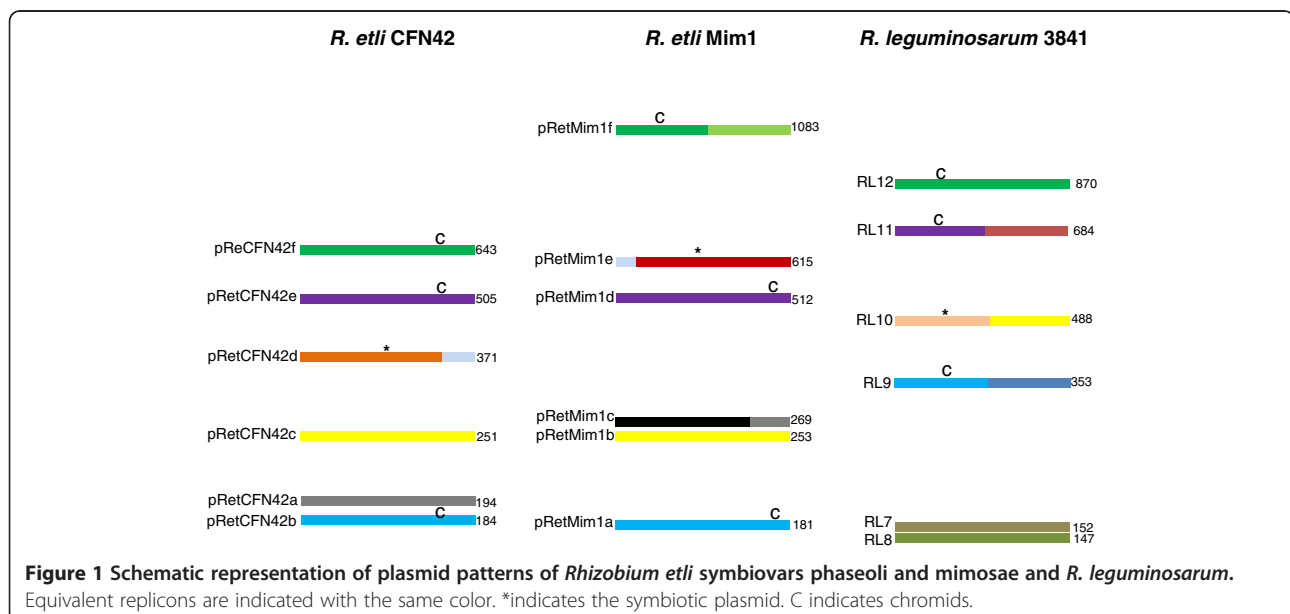 R. etli CFN42
R. etli Mim1
R. leguminosarum 3841
C
pRetMim1f
1083
C
RL12
870
C
RL11
684
C
pReCFN42f
643
*
pRetMim1e
615
C
pRetCFN42e
505
C
pRetMim1d
512
*
RL10
488
*
pRetCFN42d
371
C
RL9
353
pRetCFN42c
251
pRetMim1c
269
pRetMim1b
253
pRetCFN42a
194
C
pRetCFN42b
184
C
pRetMim1a
181
RL7
152
RL8
147
Figure 1 Schematic representation of plasmid patterns of Rhizobium etli symbiovars phaseoli and mimosae and R. leguminosarum.
Equivalent replicons are indicated with the same color. *indicates the symbiotic plasmid. C indicates chromids.